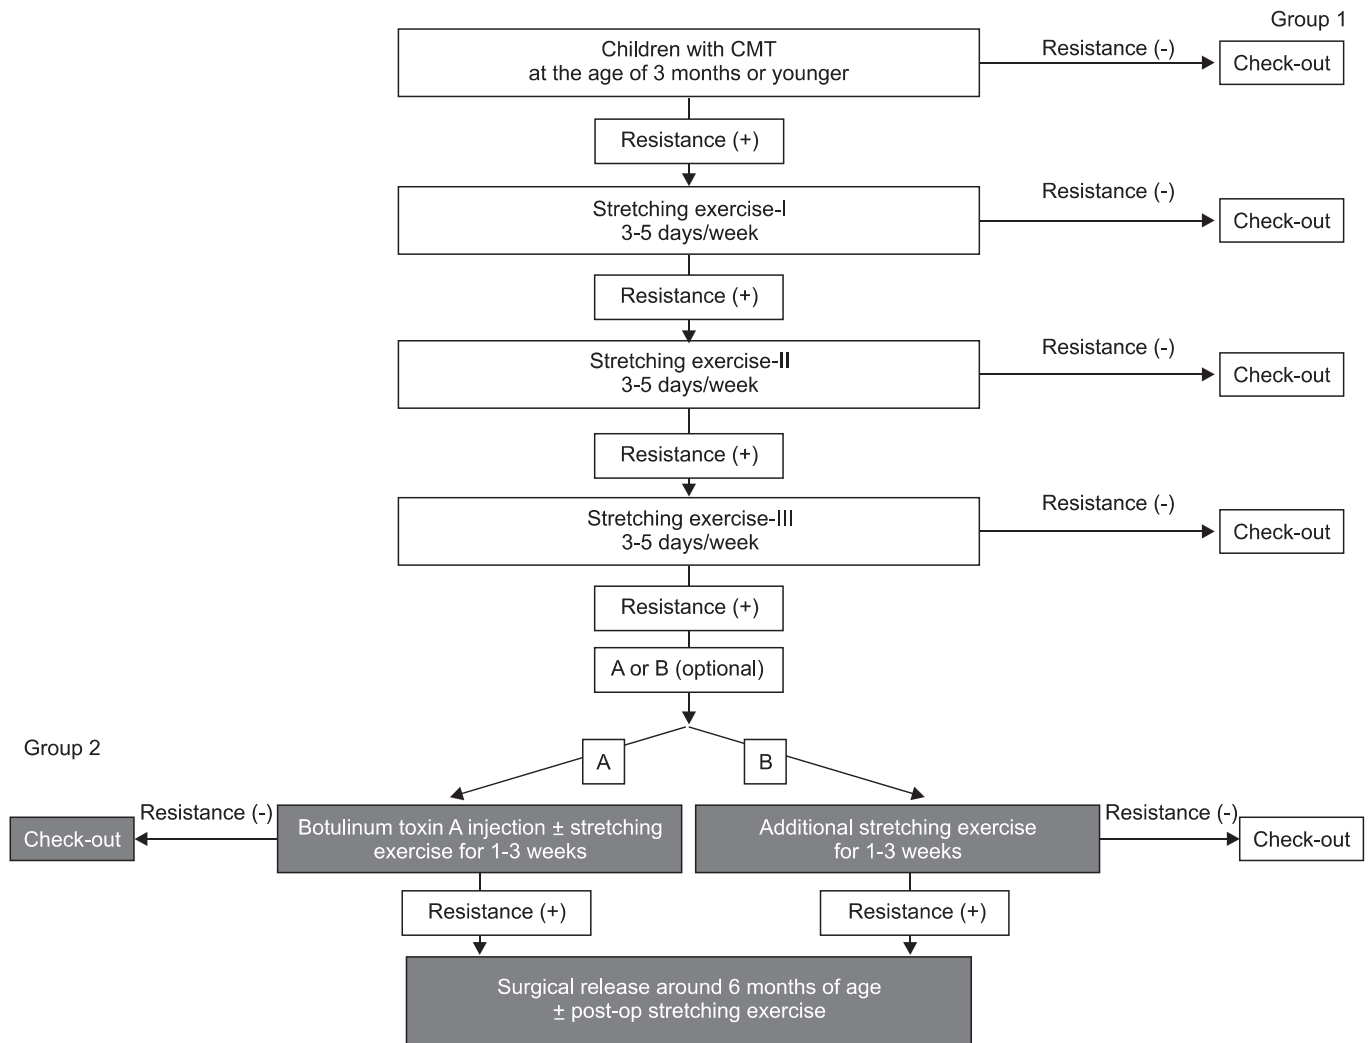 Group 1
Children with CMT
at the age of 3 months or younger
Resistance (-)
Check-out
Resistance (+)
Stretching exercise-I
3-5 days/week
Resistance (-)
Check-out
Resistance (+)
Stretching exercise-II
3-5 days/week
Resistance (-)
Check-out
Resistance (+)
Stretching exercise-III
3-5 days/week
Resistance (-)
Check-out
Resistance (+)
A or B (optional)
Group 2
A
B
Check-out
Resistance (-)
Botulinum toxin A injection ± stretching
exercise for 1-3 weeks
Additional stretching exercise
for 1-3 weeks
Resistance (-)
Check-out
Resistance (+)
Resistance (+)
Surgical release around 6 months of age
± post-op stretching exercise